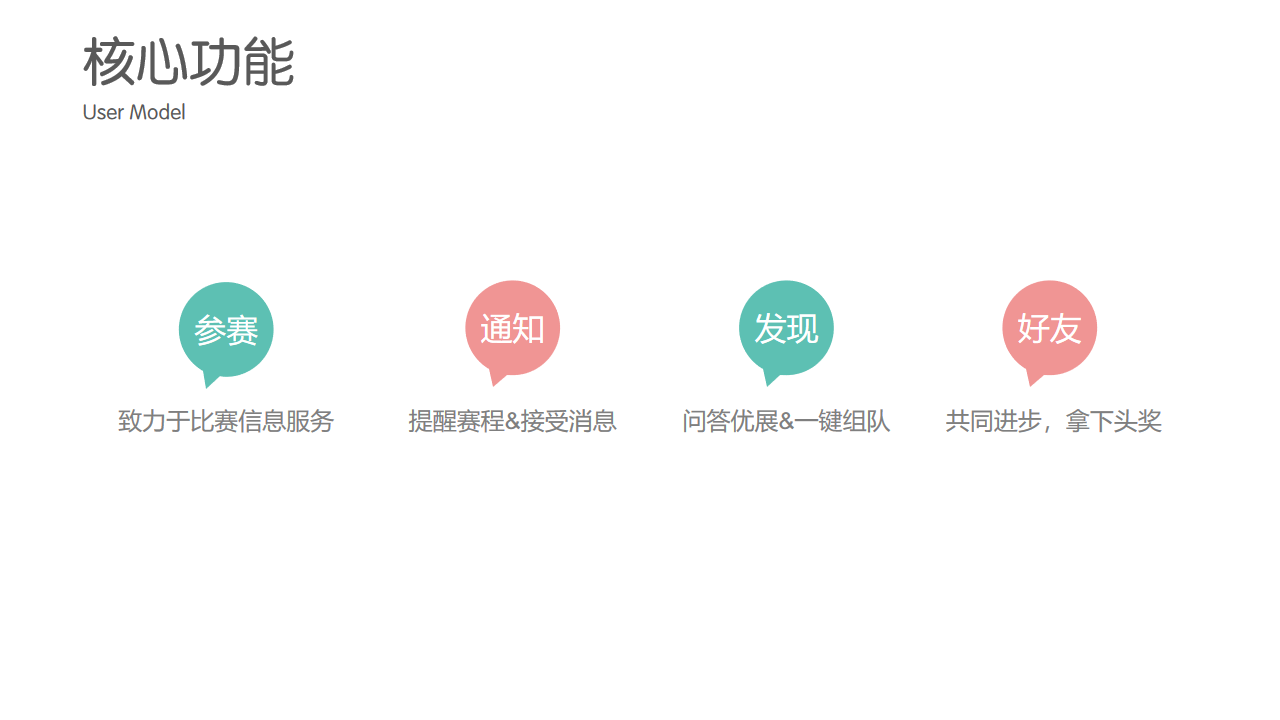 核心功能
User Model
参赛
通知
发现
好友
致力于比赛信息服务
提醒赛程&接受消息
问答优展&一键组队
共同进步，拿下头奖